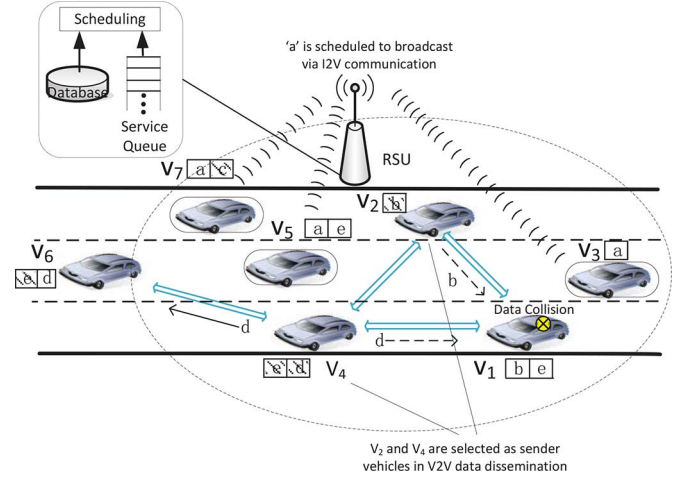 Scheduling
Database
Service
Queue
'a' is scheduled to broadcast
via I2V communication
RSU
V7 a c
V2 b
V5 a e
V6
e d
V3 a
b
Data Collision
d
d
e d V4
V1 b e
V2 and V4 are selected as sender
vehicles in V2V data dissemination